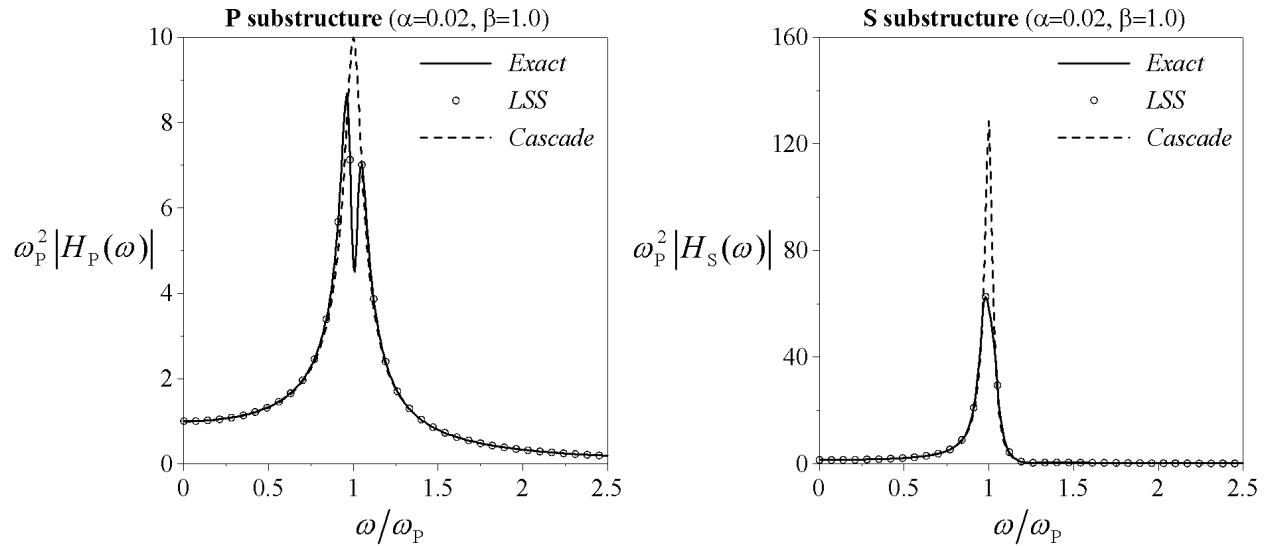 P substructure (α=0.02, β=1.0)
10
8
6
4
2
0
ω_P^2|H_P(ω)|
Exact
LSS
Cascade
0 0.5 1 1.5 2 2.5
ω/ω_P
S substructure (α=0.02, β=1.0)
160
120
80
40
0
ω_P^2|H_S(ω)|
Exact
LSS
Cascade
0 0.5 1 1.5 2 2.5
ω/ω_P